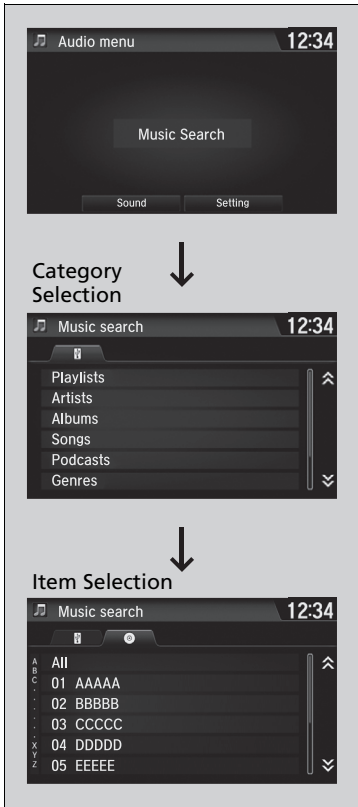 Audio menu 12:34
Music Search
Sound Setting
Category
Selection
Music search 12:34
Playlists
Artists
Albums
Songs
Podcasts
Genres
Item Selection
Music search 12:34
A
B
C
.
.
.
.
X
Y
Z
All
01 AAAAA
02 BBBBB
03 CCCCC
04 DDDDD
05 EEEEE